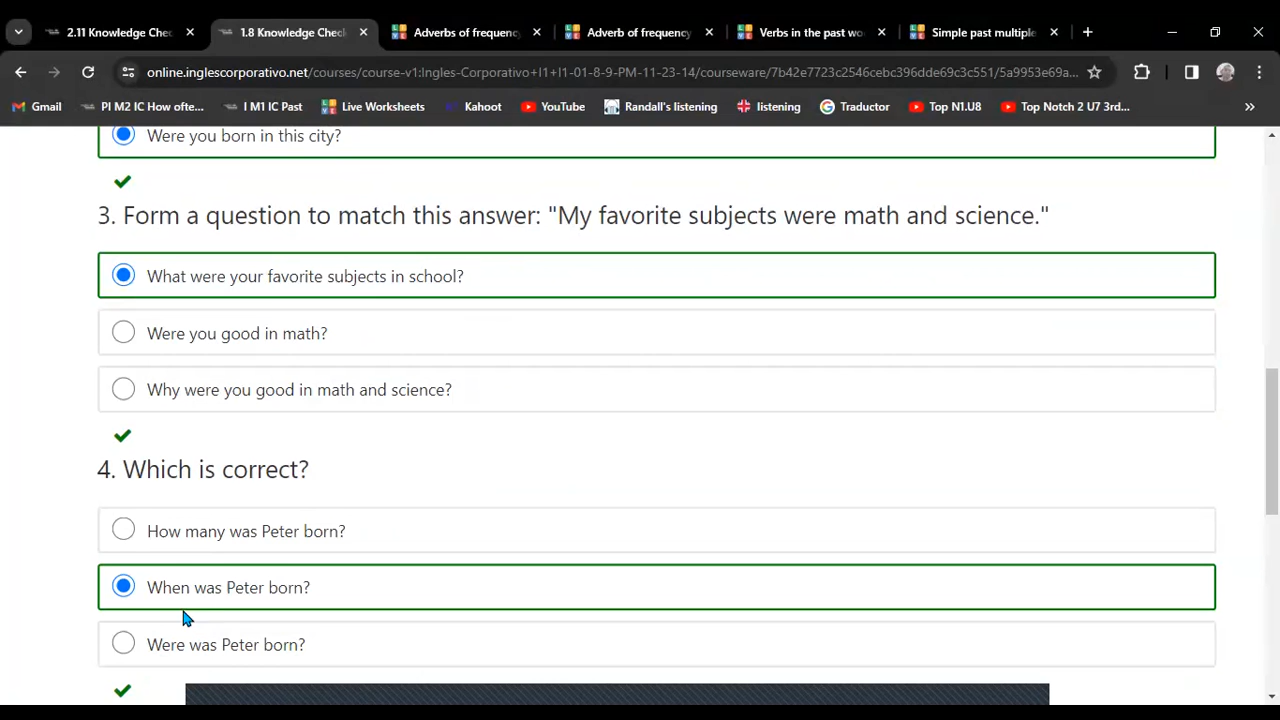 2.11 Knowledge Chec
1.8 Knowledge Check
Adverbs of frequenc
Adverb of frequency
Verbs in the past wo
Simple past multiple
online.inglescorporativo.net/courses/course-v1:Ingles-Corporativo+I1+I1-01-8-9-PM-11-23-14/courseware/7b42e7723c2546cebc396dde69c3c551/5a9953e69a...
Gmail
PI M2 IC How ofte...
I M1 IC Past
Live Worksheets
Kahoot
YouTube
Randall's listening
listening
Traductor
Top N1.U8
Top Notch 2 U7 3rd...
Were you born in this city?
3. Form a question to match this answer: "My favorite subjects were math and science."
What were your favorite subjects in school?
Were you good in math?
Why were you good in math and science?
4. Which is correct?
How many was Peter born?
When was Peter born?
Were was Peter born?